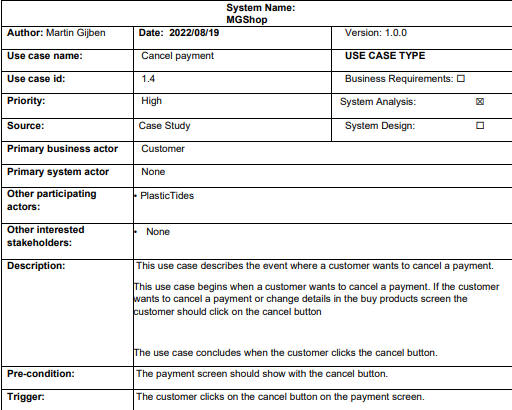 System Name:
MGShop
Author: Martin Gijben Date: 2022/08/19 Version: 1.0.0
Use case name: Cancel payment USE CASE TYPE
Use case id: 1.4 Business Requirements: ☐
Priority: High System Analysis: ☒
Source: Case Study System Design: ☐
Primary business actor Customer
Primary system actor None
Other participating
actors:
• PlasticTides
Other interested
stakeholders:
• None
Description: This use case describes the event where a customer wants to cancel a payment.
This use case begins when a customer wants to cancel a payment. If the customer
wants to cancel a payment or change details in the buy products screen the
customer should click on the cancel button
The use case concludes when the customer clicks the cancel button.
Pre-condition: The payment screen should show with the cancel button.
Trigger: The customer clicks on the cancel button on the payment screen.